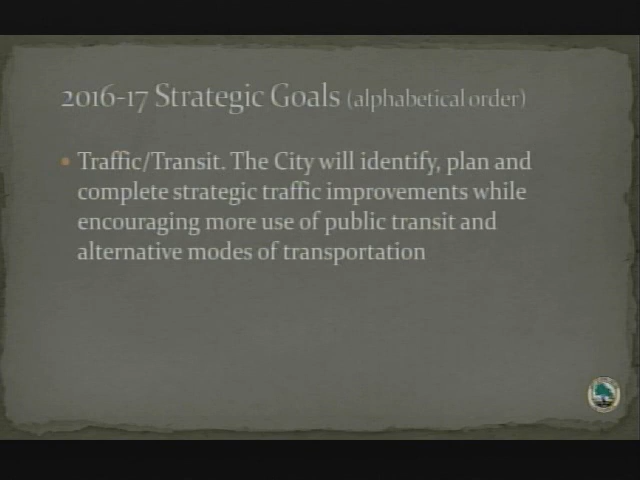 2016-17 Strategic Goals (alphabetical order)
Traffic/Transit. The City will identify, plan and
complete strategic traffic improvements while
encouraging more use of public transit and
alternative modes of transportation